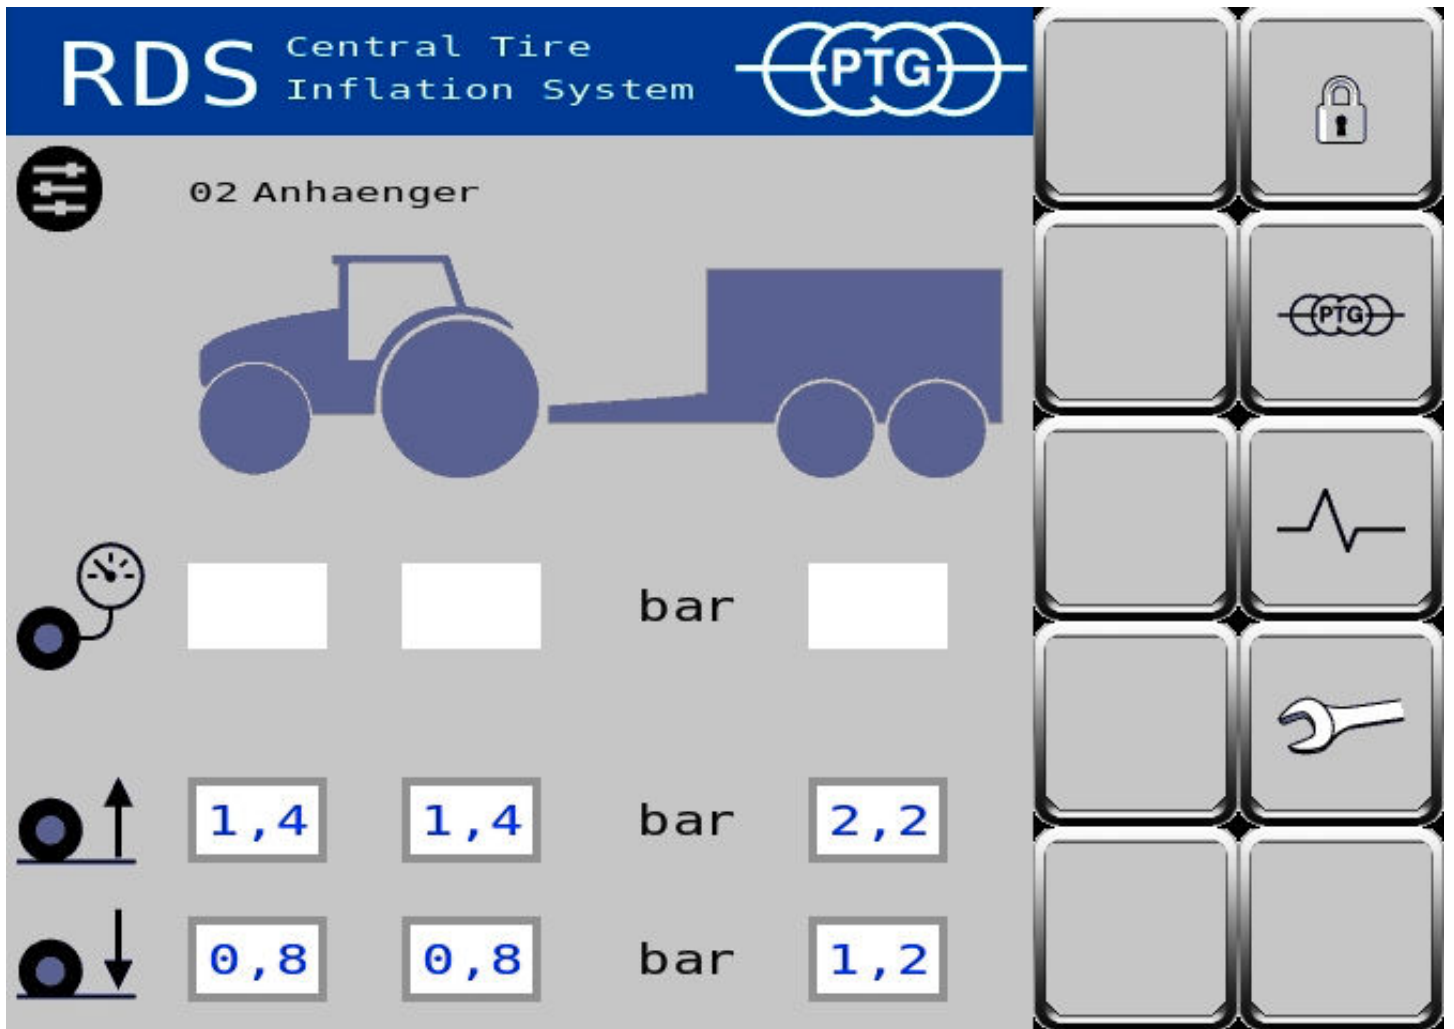 RDS
Central Tire
Inflation System
PTG
02 Anhaenger
PTG
bar
1,4 1,4 bar 2,2
0,8 0,8 bar 1,2